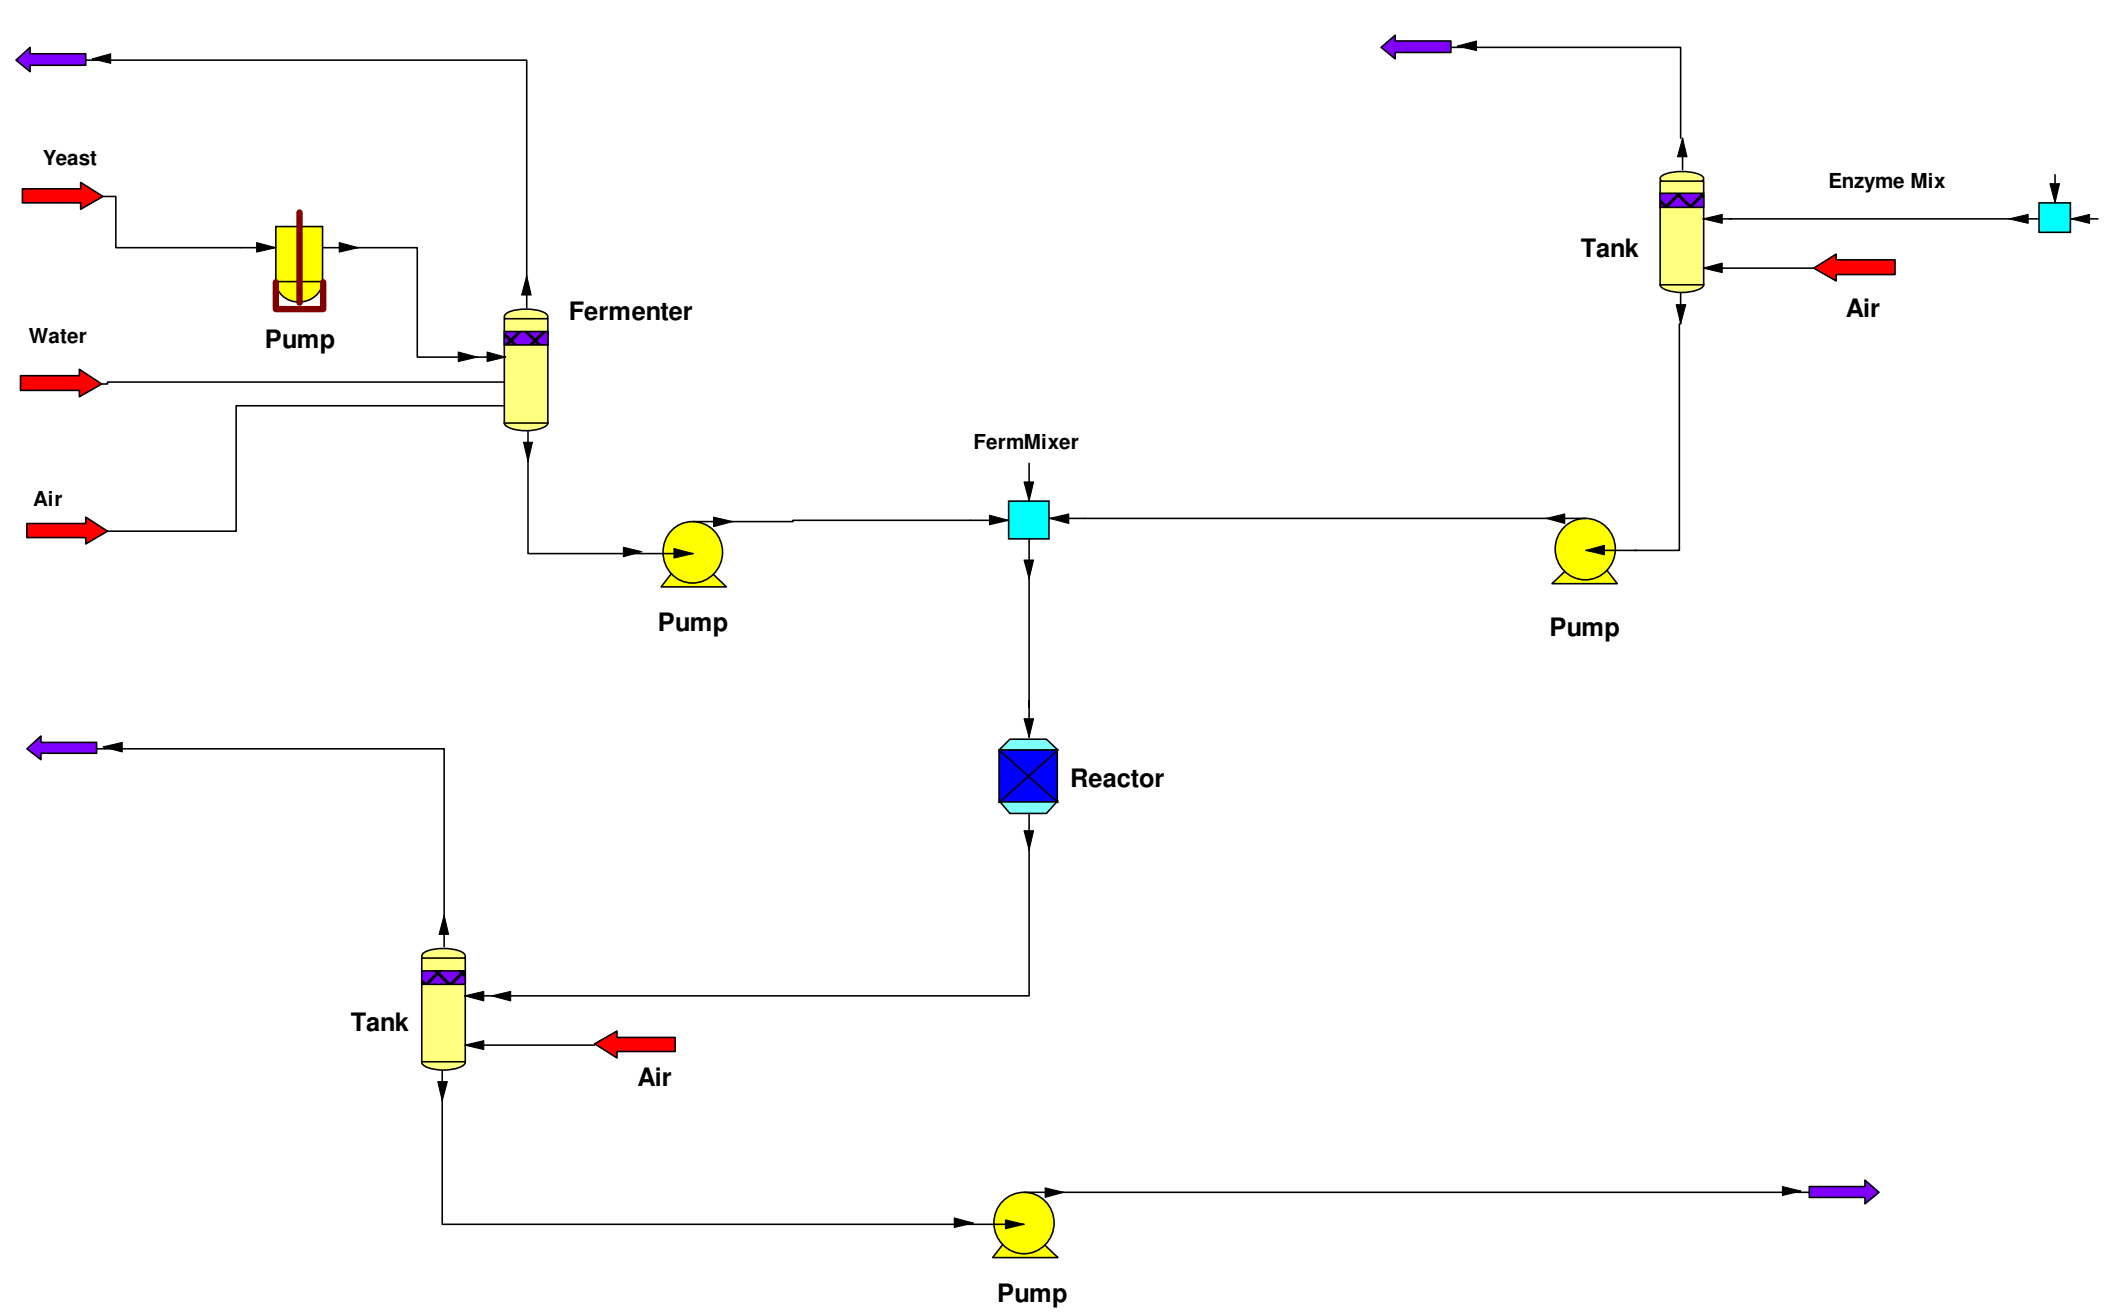 Yeast
Enzyme Mix
Tank
Air
Fermenter
Water
Pump
FermMixer
Air
Pump
Pump
Reactor
Tank
Air
Pump